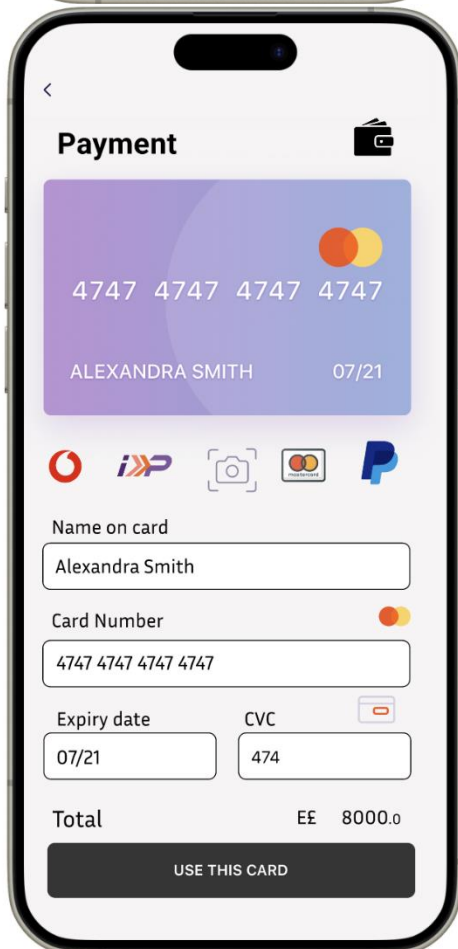 Payment
4747 4747 4747 4747
ALEXANDRA SMITH 07/21
mastercard
Name on card
Alexandra Smith
Card Number
4747 4747 4747 4747
Expiry date CVC
07/21 474
Total E£ 8000.0
USE THIS CARD